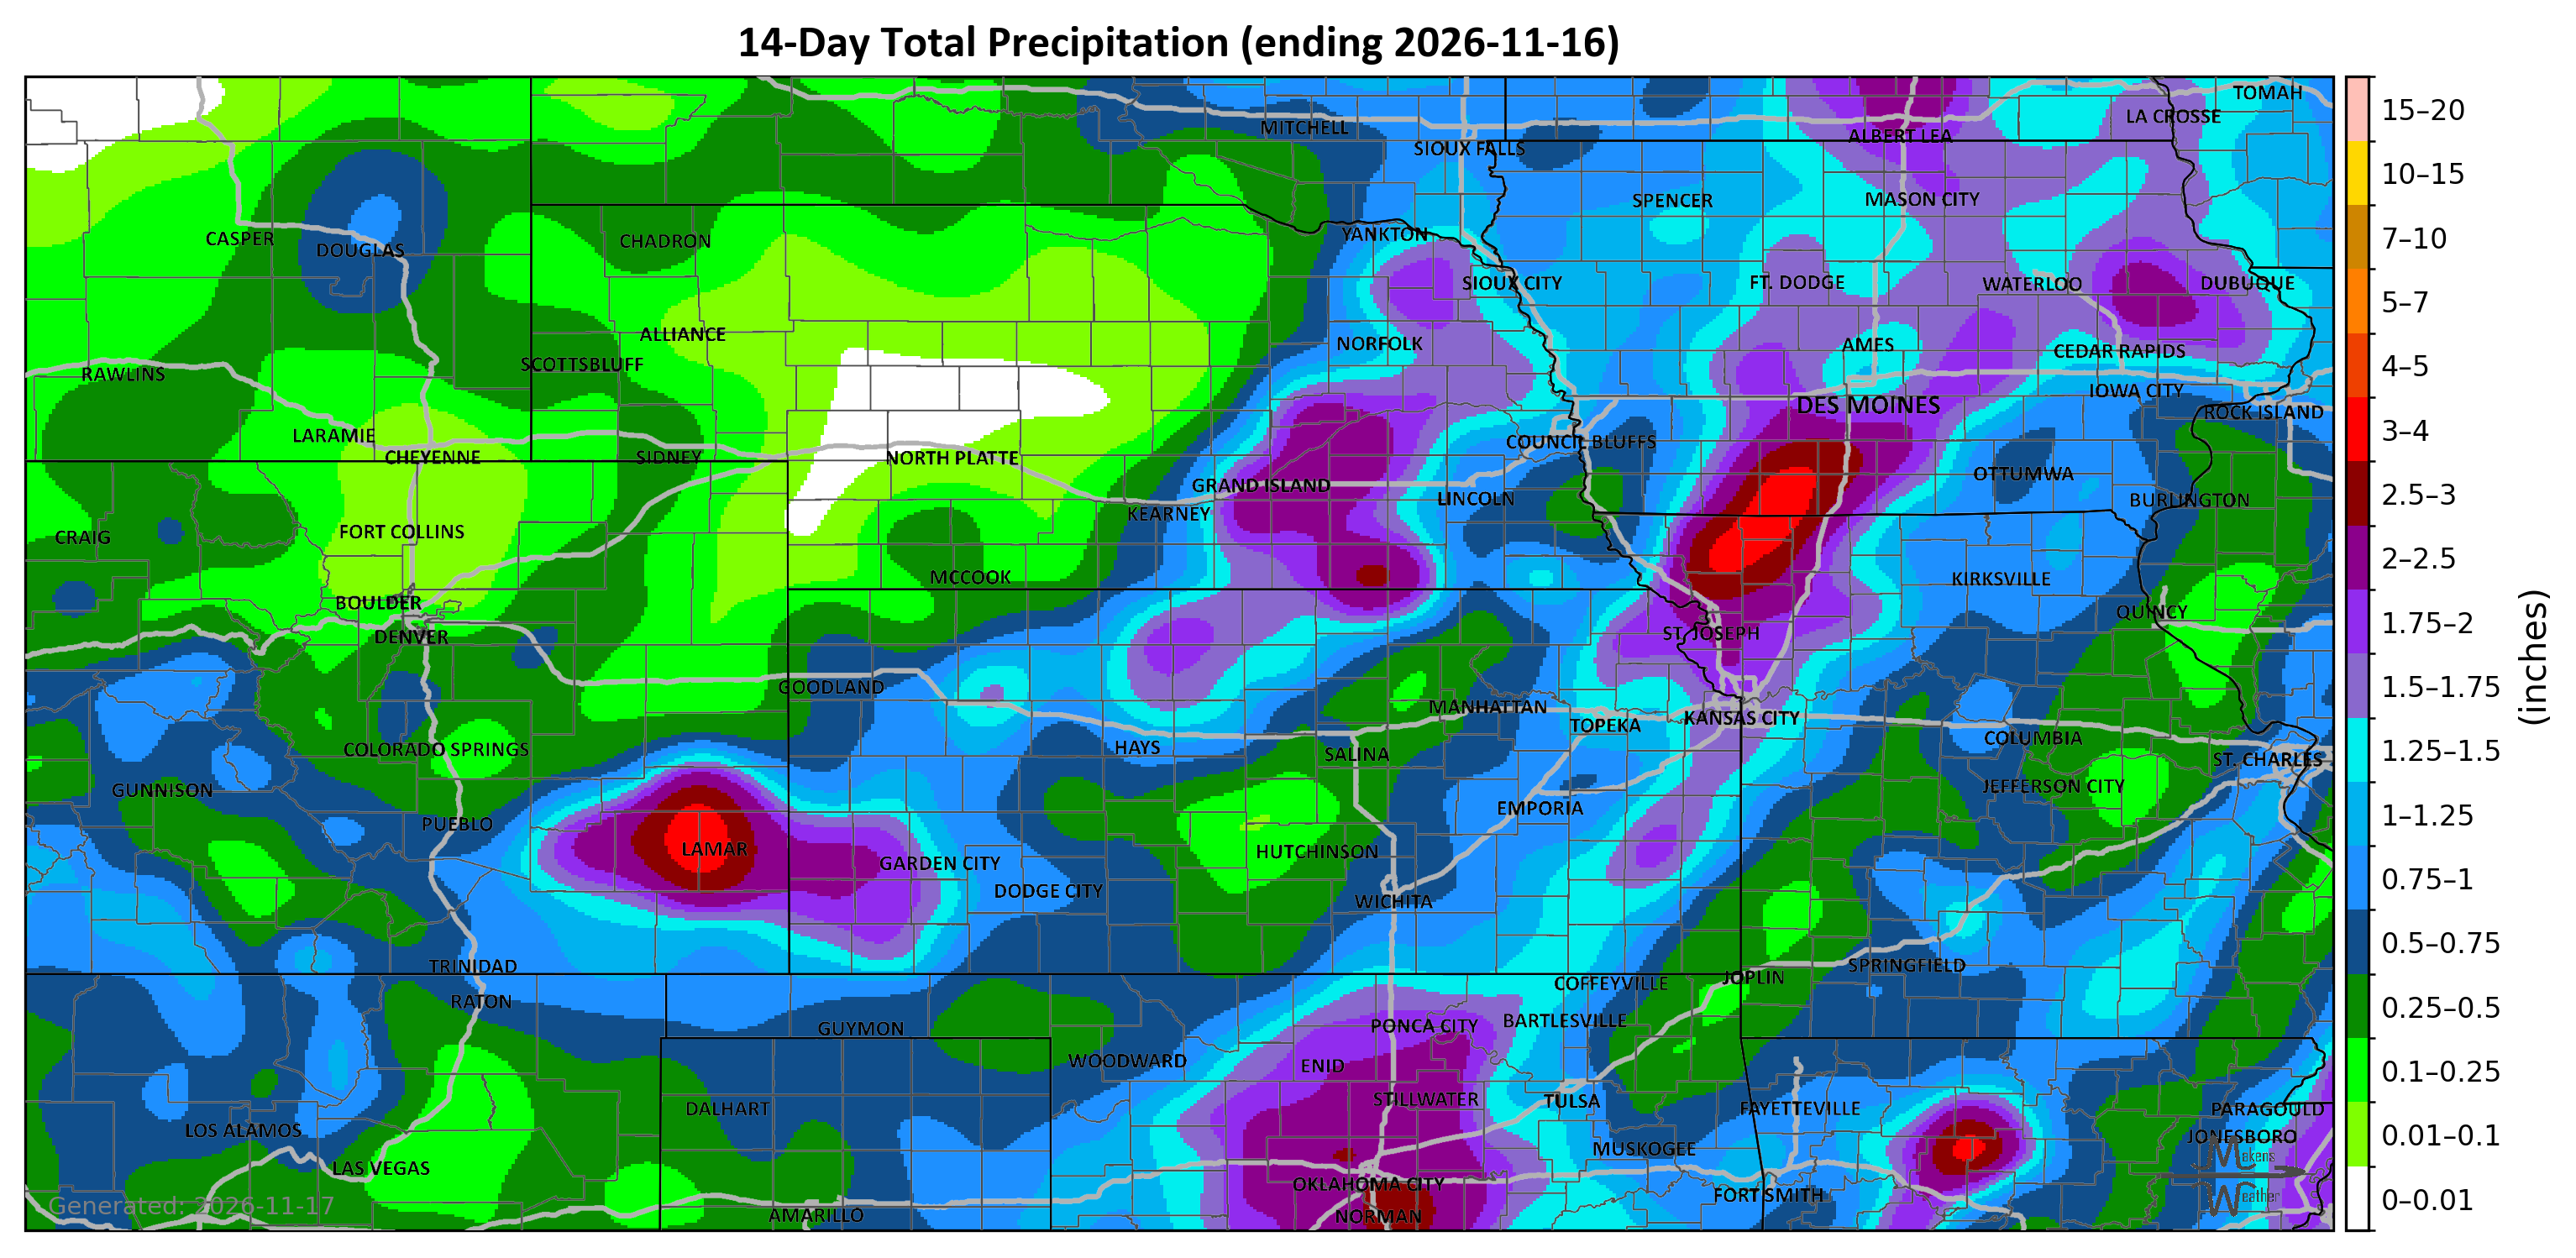 14-Day Total Precipitation (ending 2026-11-16)
TOMAH
LA CROSSE
MITCHELL
ALBERT LEA
SIOUX FALLS
SPENCER
MASON CITY
YANKTON
CASPER
DOUGLAS
CHADRON
SIOUX CITY
FT. DODGE
WATERLOO
DUBUQUE
ALLIANCE
NORFOLK
AMES
CEDAR RAPIDS
SCOTTSBLUFF
RAWLINS
IOWA CITY
DES MOINES
ROCK ISLAND
LARAMIE
COUNCIL BLUFFS
CHEYENNE
SIDNEY
NORTH PLATTE
OTTUMWA
GRAND ISLAND
LINCOLN
BURLINGTON
KEARNEY
CRAIG
FORT COLLINS
MCCOOK
KIRKSVILLE
BOULDER
QUINCY
DENVER
ST. JOSEPH
GOODLAND
MANHATTAN
TOPEKA
KANSAS CITY
COLUMBIA
COLORADO SPRINGS
HAYS
SALINA
ST. CHARLES
GUNNISON
JEFFERSON CITY
EMPORIA
PUEBLO
LAMAR
GARDEN CITY
HUTCHINSON
DODGE CITY
WICHITA
TRINIDAD
SPRINGFIELD
JOPLIN
COFFEYVILLE
RATON
GUYMON
PONCA CITY
BARTLESVILLE
WOODWARD
ENID
STILLWATER
TULSA
DALHART
FAYETTEVILLE
PARAGOULD
LOS ALAMOS
JONESBORO
MUSKOGEE
LAS VEGAS
OKLAHOMA CITY
FORT SMITH
AMARILLO
NORMAN
Mekens
Weather
Generated: 2026-11-17
15–20
10–15
7–10
5–7
4–5
3–4
2.5–3
2–2.5
1.75–2
1.5–1.75
1.25–1.5
1–1.25
0.75–1
0.5–0.75
0.25–0.5
0.1–0.25
0.01–0.1
0–0.01
(inches)